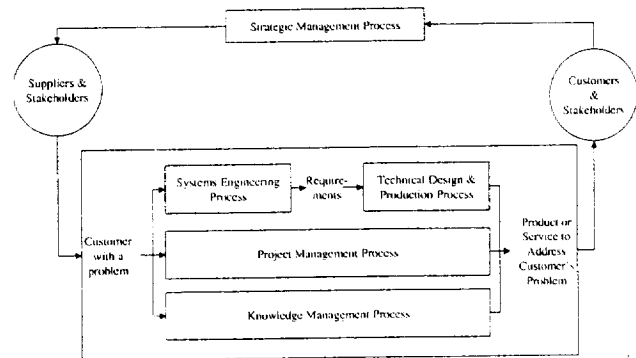 Strategic Management Process
Suppliers &
Stakeholders
Customers
&
Stakeholders
Systems Engineering
Process
Require-
ments
Technical Design &
Production Process
Customer
with a
problem
Project Management Process
Product or
Service to
Address
Customer's
Problem
Knowledge Management Process